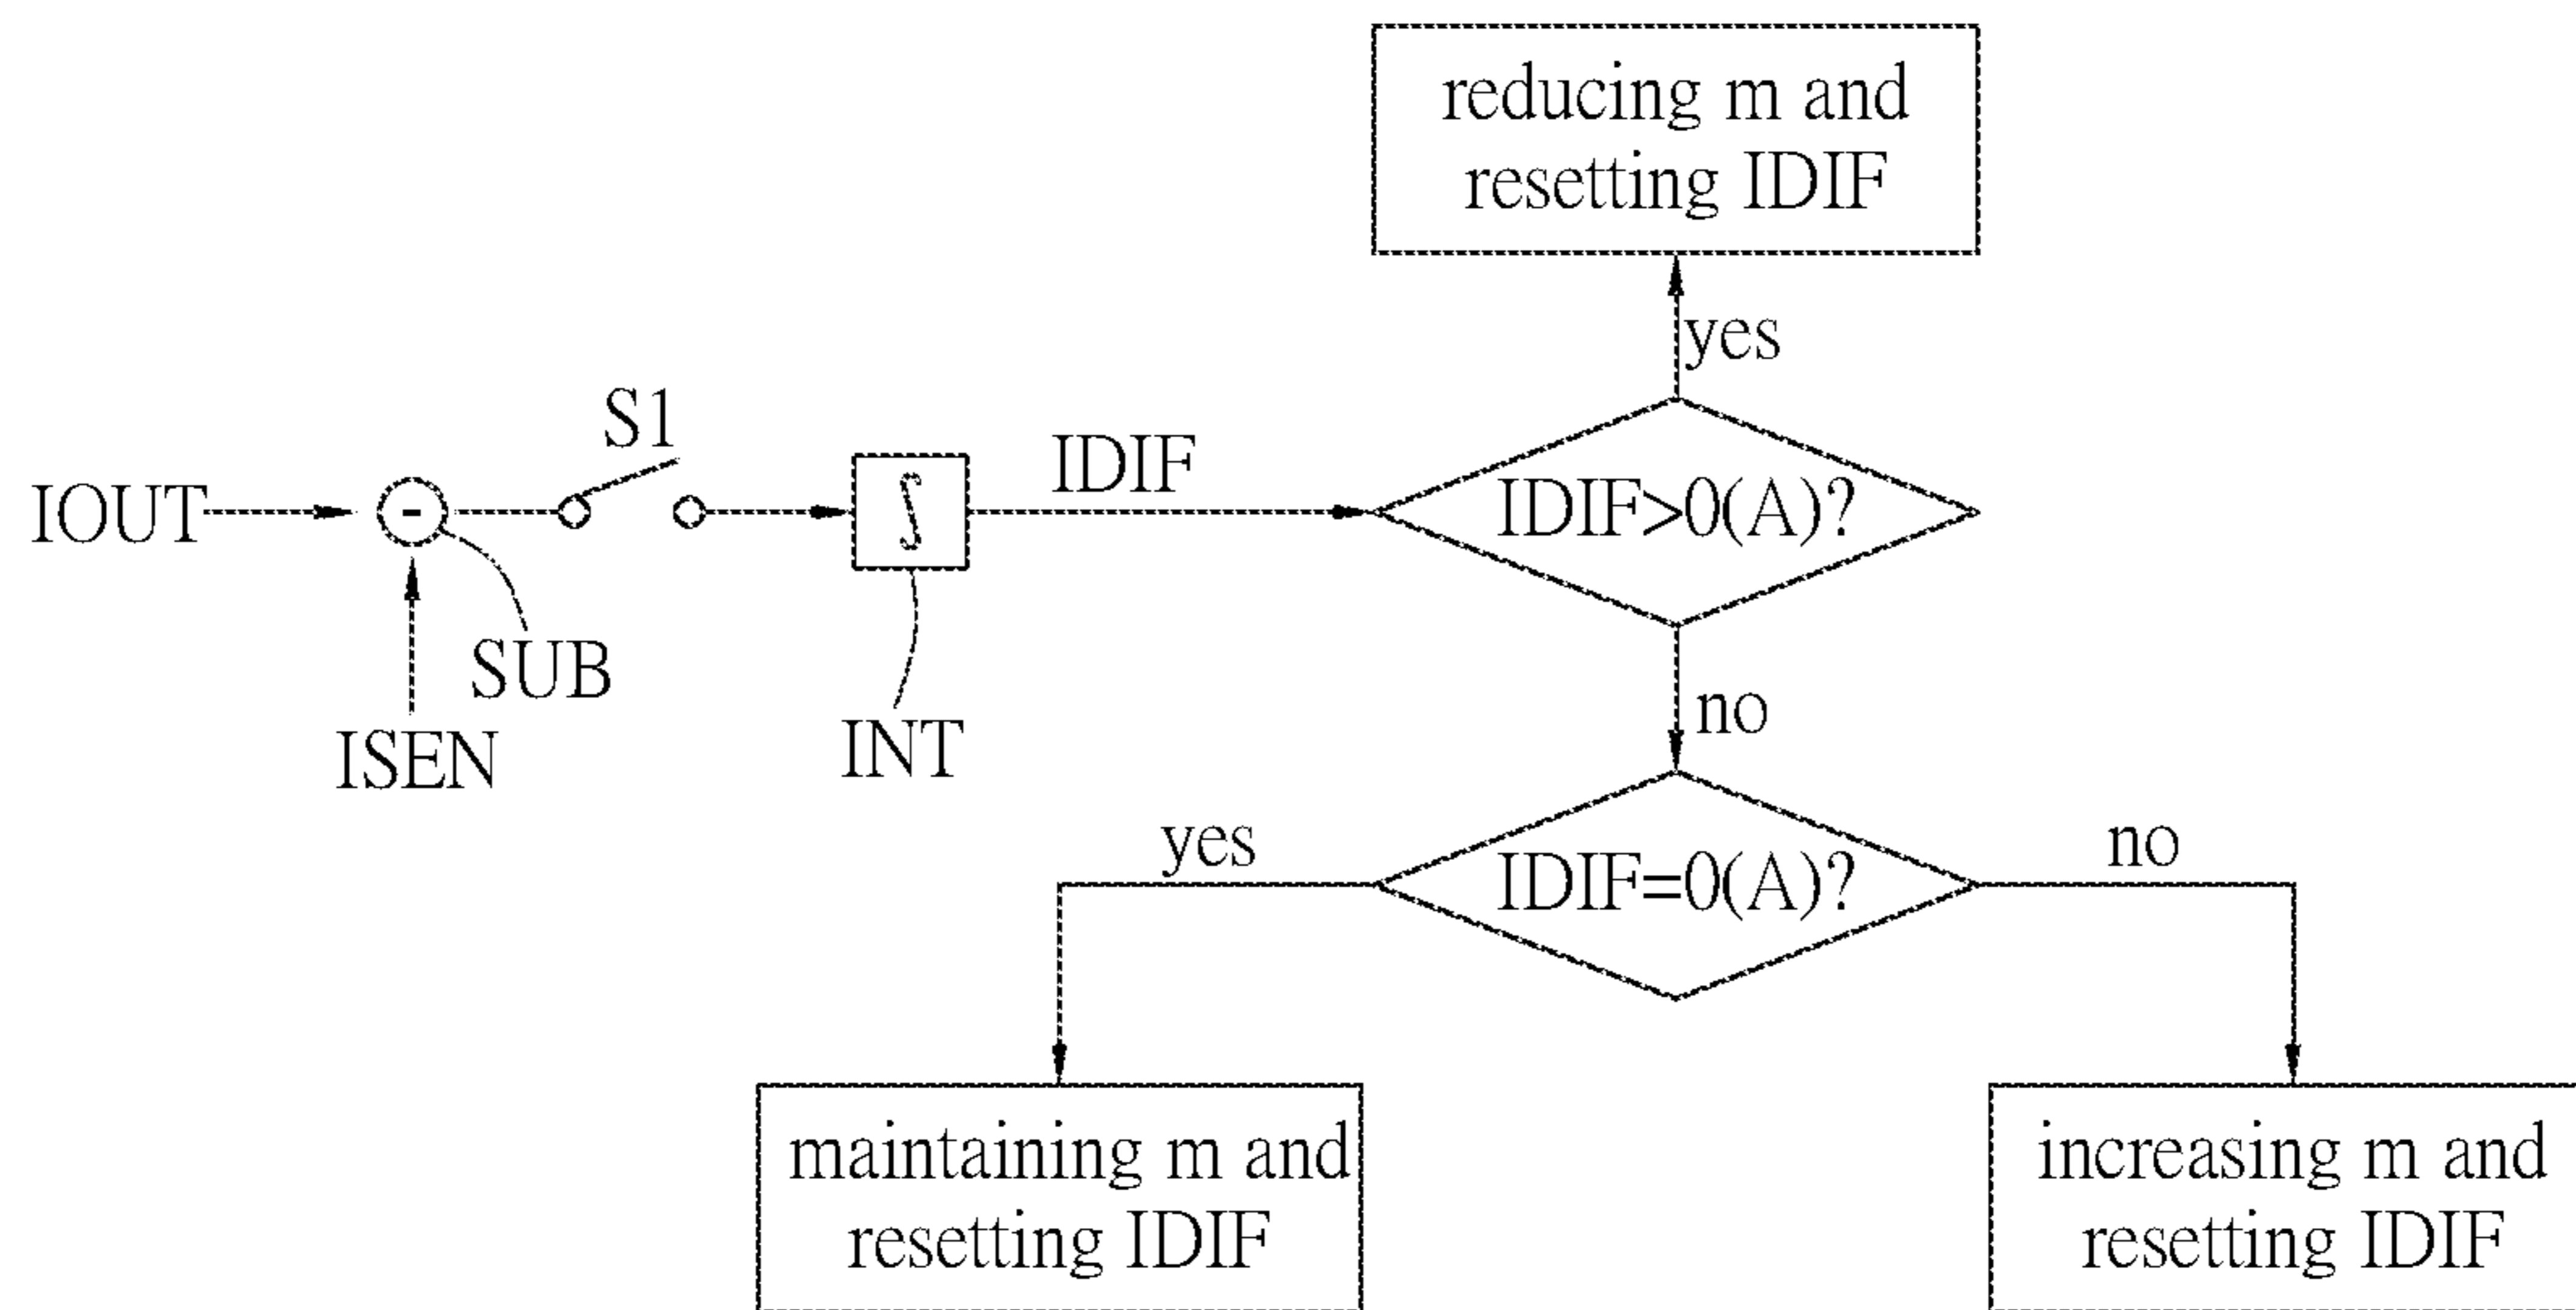 reducing m and
resetting IDIF
yes
S1
IOUT
-
∫
IDIF
IDIF>0(A)?
SUB
ISEN
INT
no
yes
IDIF=0(A)?
no
maintaining m and
resetting IDIF
increasing m and
resetting IDIF